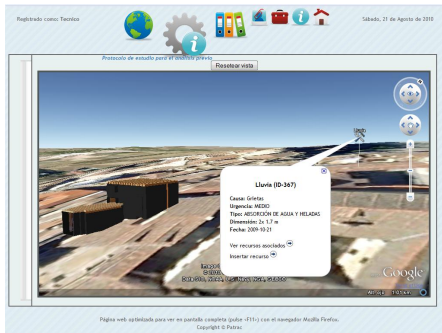 Registrado como: Tecnico
Sábado, 21 de Agosto de 2010
Protocolo de estudio para el análisis previo
Resetear vista
Lluvia
Lluvia (ID-367)
Causa: Grietas
Urgencia: MEDIO
Tipo: ABSORCIÓN DE AGUA Y HELADAS
Dimensión: 2x 1.7 m
Fecha: 2009-10-21
Ver recursos asociados
Insertar recurso
Google
Página web optimizada para ver en pantalla completa (pulse <F11>) con el navegador Mozilla Firefox.
Copyright © Patrac